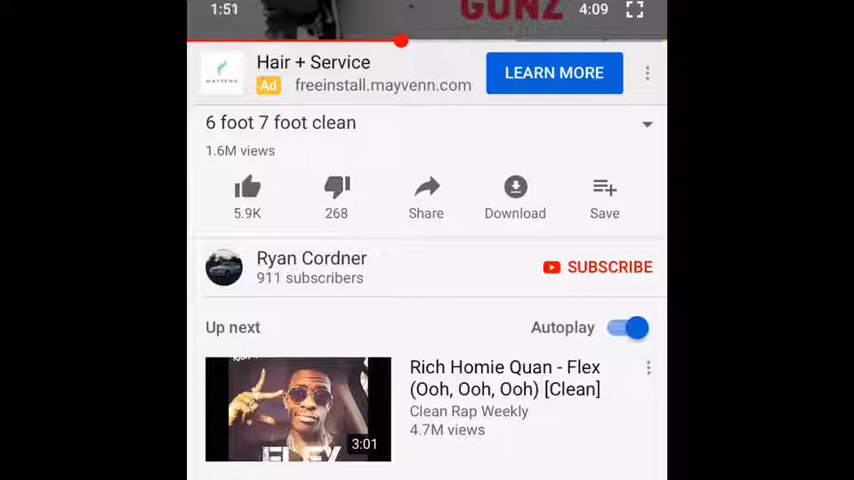 GUNZ
1:51 4:09
Hair + Service
MAYVENN
Ad freeinstall.mayvenn.com
LEARN MORE
6 foot 7 foot clean
1.6M views
5.9K 268 Share Download Save
Ryan Cordner
911 subscribers
SUBSCRIBE
Up next Autoplay
Rich Homie Quan - Flex
(Ooh, Ooh, Ooh) [Clean]
Clean Rap Weekly
4.7M views
FLEX
3:01